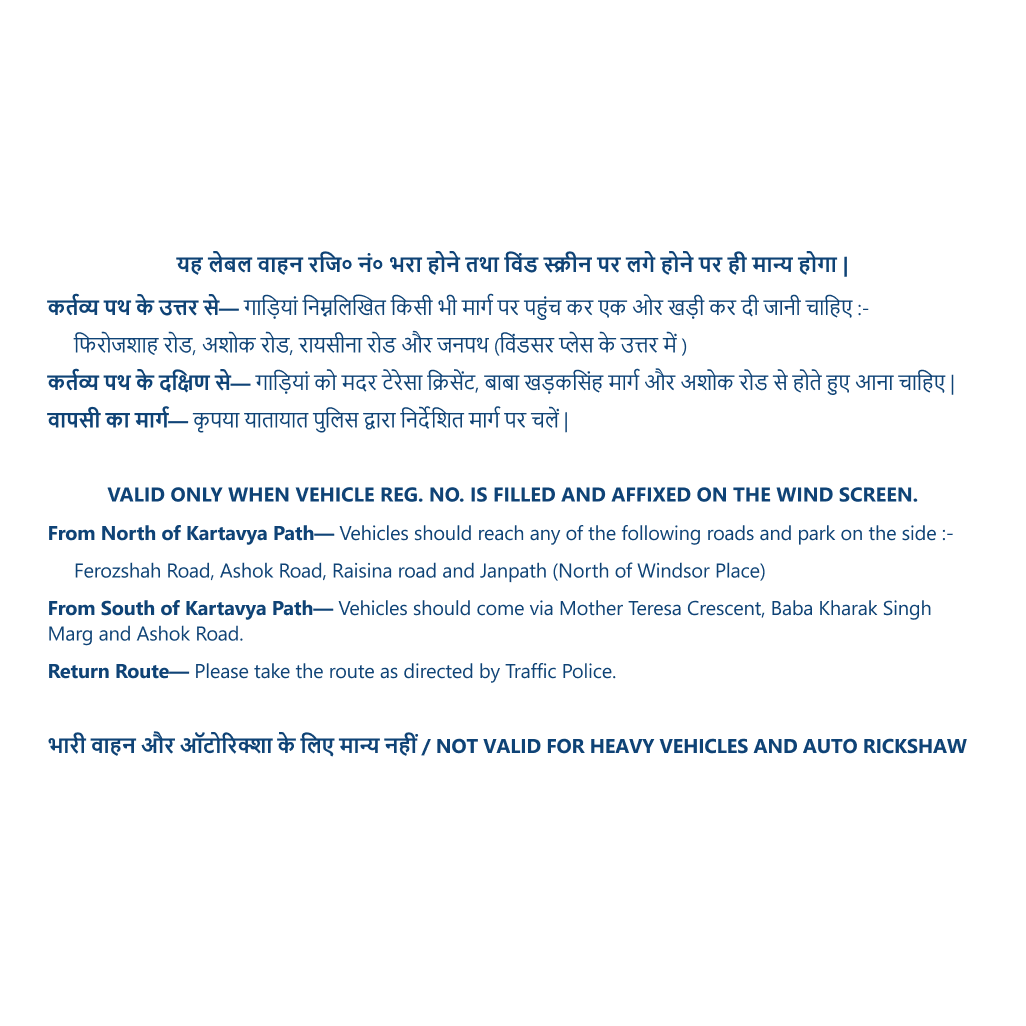 यह लेबल वाहन रजि० नं० भरा होने तथा विंड स्क्रीन पर लगे होने पर ही मान्य होगा |
कर्तव्य पथ के उत्तर से— गाड़ियां निम्नलिखित किसी भी मार्ग पर पहुंच कर एक ओर खड़ी कर दी जानी चाहिए :-
फिरोजशाह रोड, अशोक रोड, रायसीना रोड और जनपथ (विंडसर प्लेस के उत्तर में )
कर्तव्य पथ के दक्षिण से— गाड़ियां को मदर टेरेसा क्रिसेंट, बाबा खड़कसिंह मार्ग और अशोक रोड से होते हुए आना चाहिए |
वापसी का मार्ग— कृपया यातायात पुलिस द्वारा निर्देशित मार्ग पर चलें |
VALID ONLY WHEN VEHICLE REG. NO. IS FILLED AND AFFIXED ON THE WIND SCREEN.
From North of Kartavya Path— Vehicles should reach any of the following roads and park on the side :-
Ferozshah Road, Ashok Road, Raisina road and Janpath (North of Windsor Place)
From South of Kartavya Path— Vehicles should come via Mother Teresa Crescent, Baba Kharak Singh
Marg and Ashok Road.
Return Route— Please take the route as directed by Traffic Police.
भारी वाहन और ऑटोरिक्शा के लिए मान्य नहीं / NOT VALID FOR HEAVY VEHICLES AND AUTO RICKSHAW